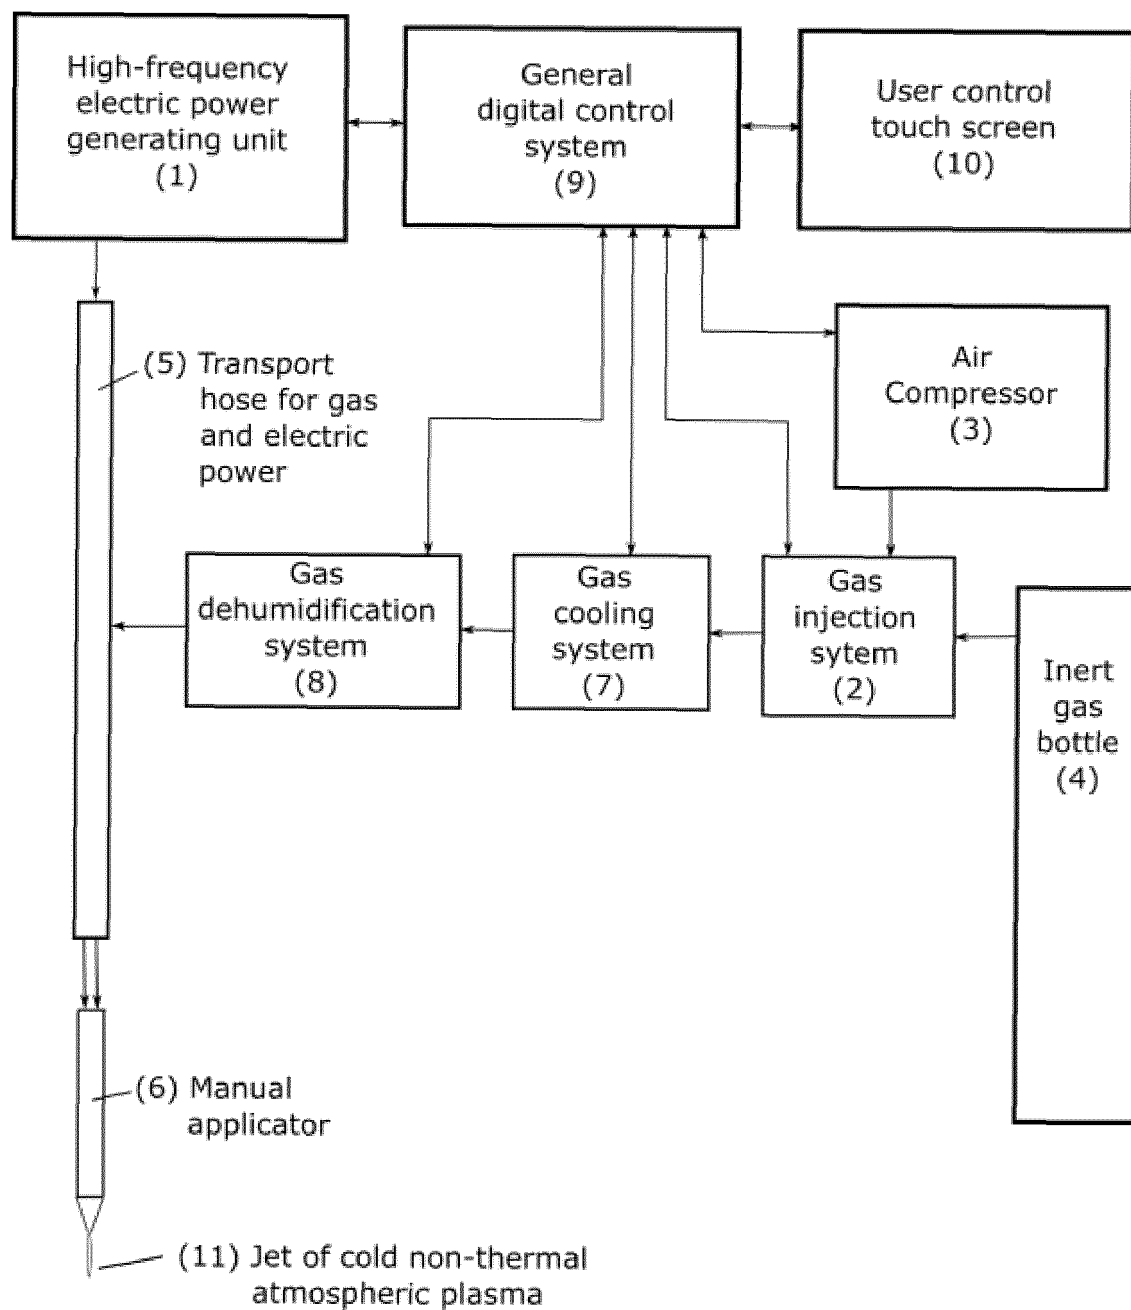 High-frequency
electric power
generating unit
(1)
General
digital control
system
(9)
User control
touch screen
(10)
(5) Transport
hose for gas
and electric
power
Air
Compressor
(3)
Gas
dehumidification
system
(8)
Gas
cooling
system
(7)
Gas
injection
sytem
(2)
Inert
gas
bottle
(4)
(6) Manual
applicator
(11) Jet of cold non-thermal
atmospheric plasma